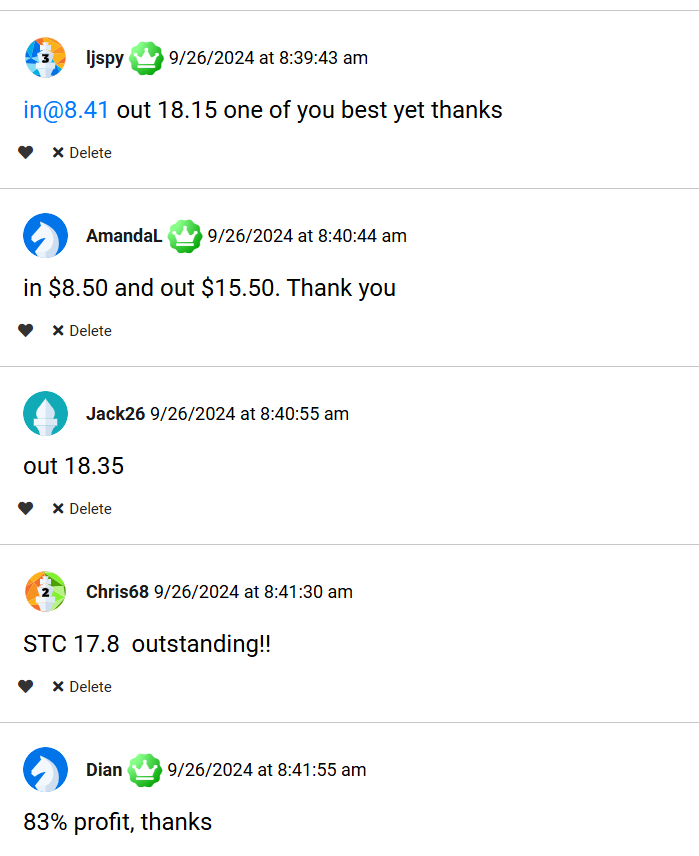 3
ljspy 9/26/2024 at 8:39:43 am
in@8.41 out 18.15 one of you best yet thanks
Delete
AmandaL 9/26/2024 at 8:40:44 am
in $8.50 and out $15.50. Thank you
Delete
Jack26 9/26/2024 at 8:40:55 am
out 18.35
Delete
2
Chris68 9/26/2024 at 8:41:30 am
STC 17.8  outstanding!!
Delete
Dian 9/26/2024 at 8:41:55 am
83% profit, thanks